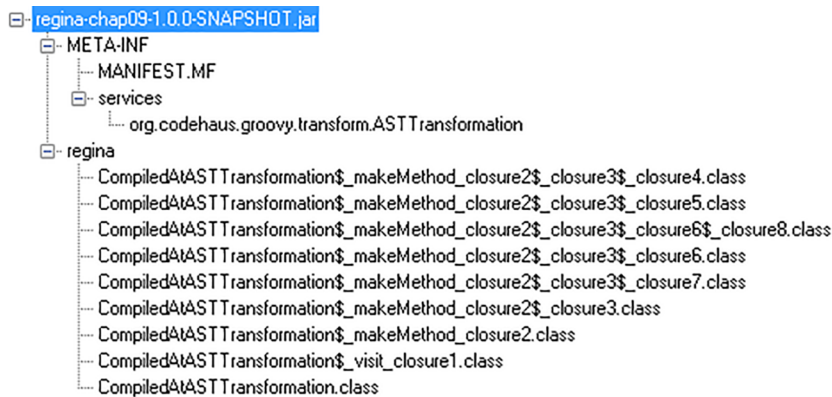 regina-chap09-1.0.0-SNAPSHOT.jar
META-INF
MANIFEST.MF
services
org.codehaus.groovy.transform.ASTTransformation
regina
CompiledAtASTTransformation$_makeMethod_closure2$_closure3$_closure4.class
CompiledAtASTTransformation$_makeMethod_closure2$_closure3$_closure5.class
CompiledAtASTTransformation$_makeMethod_closure2$_closure3$_closure6$_closure8.class
CompiledAtASTTransformation$_makeMethod_closure2$_closure3$_closure6.class
CompiledAtASTTransformation$_makeMethod_closure2$_closure3$_closure7.class
CompiledAtASTTransformation$_makeMethod_closure2$_closure3.class
CompiledAtASTTransformation$_makeMethod_closure2.class
CompiledAtASTTransformation$_visit_closure1.class
CompiledAtASTTransformation.class